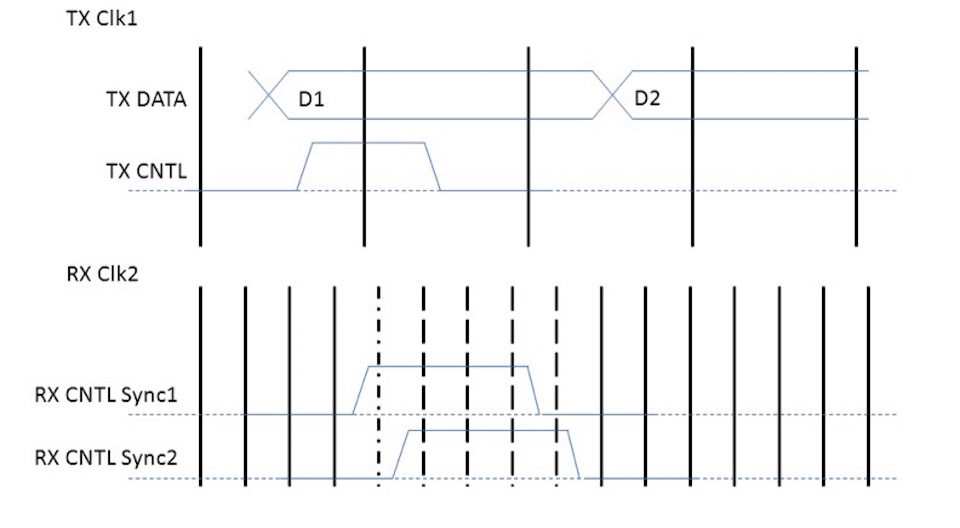 TX Clk1
TX DATA
D1
D2
TX CNTL
RX Clk2
RX CNTL Sync1
RX CNTL Sync2